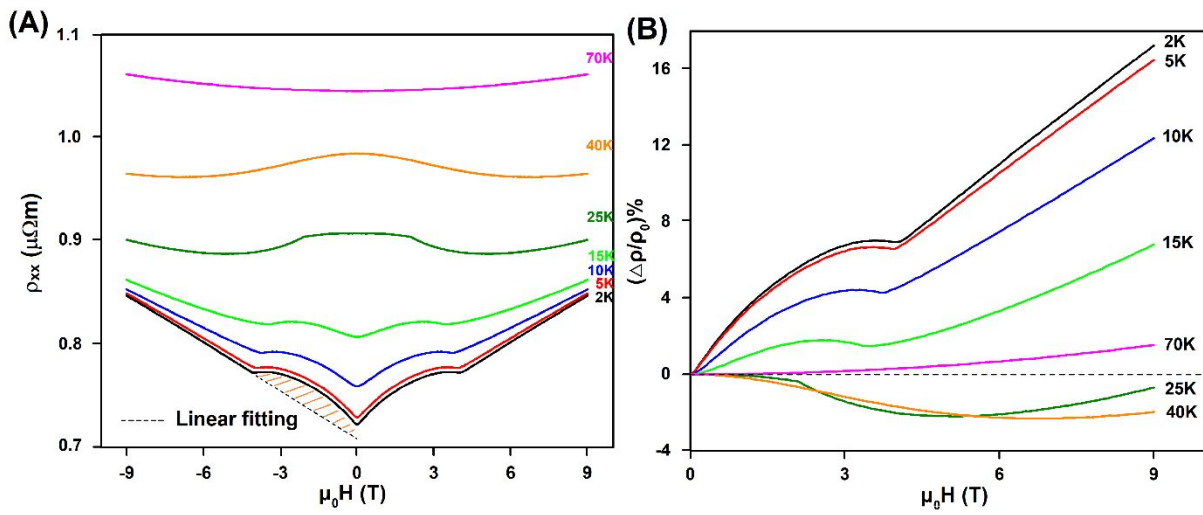 (A)
1.1
1.0
0.9
0.8
0.7
ρxx (μΩm)
70K
40K
25K
15K
10K
5K
2K
Linear fitting
-9 -6 -3 0 3 6 9
μ₀H (T)
(B)
16
12
8
4
0
-4
(△ρ/ρ₀)%
2K
5K
10K
15K
70K
25K
40K
0 3 6 9
μ₀H (T)